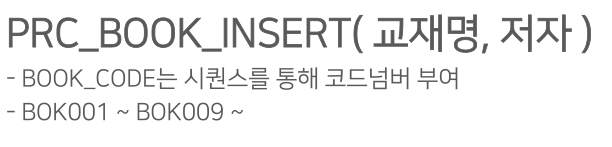 PRC_BOOK_INSERT( 교재명, 저자 )
- BOOK_CODE는 시퀀스를 통해 코드넘버 부여
- BOK001 ~ BOK009 ~